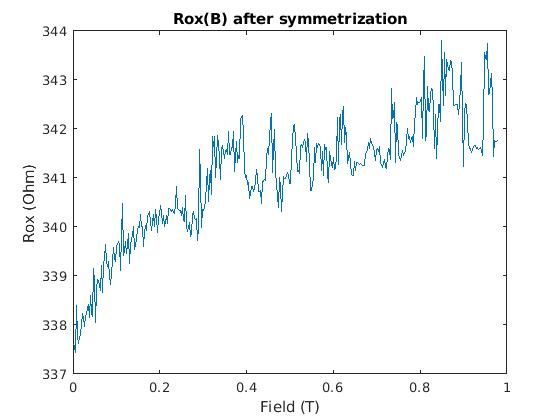 Rox(B) after symmetrization
344
343
342
341
340
339
338
337
Rox (Ohm)
0 0.2 0.4 0.6 0.8 1
Field (T)